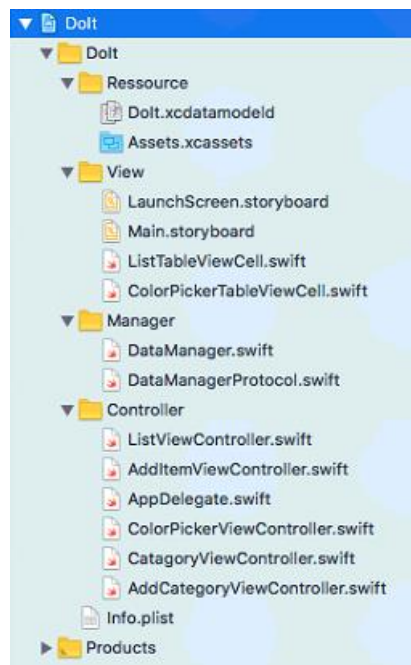 DoIt
DoIt
Ressource
DoIt.xcdatamodeld
Assets.xcassets
View
LaunchScreen.storyboard
Main.storyboard
ListTableViewCell.swift
ColorPickerTableViewCell.swift
Manager
DataManager.swift
DataManagerProtocol.swift
Controller
ListViewController.swift
AddItemViewController.swift
AppDelegate.swift
ColorPickerViewController.swift
CatagoryViewController.swift
AddCategoryViewController.swift
Info.plist
Products